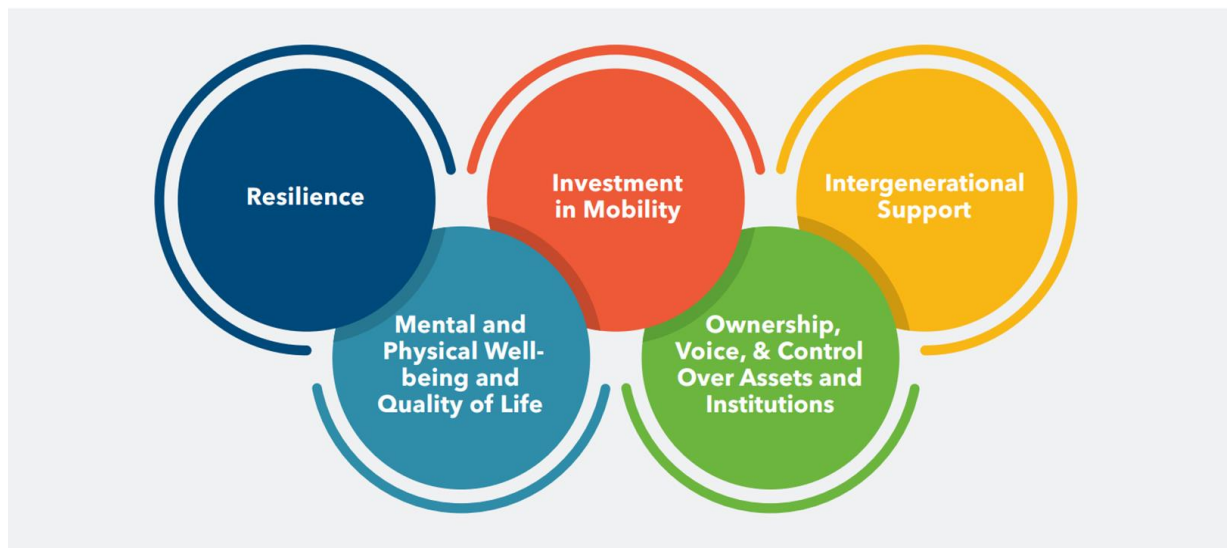 Resilience
Investment
in Mobility
Intergenerational
Support
Mental and
Physical Well-
being and
Quality of Life
Ownership,
Voice, & Control
Over Assets and
Institutions